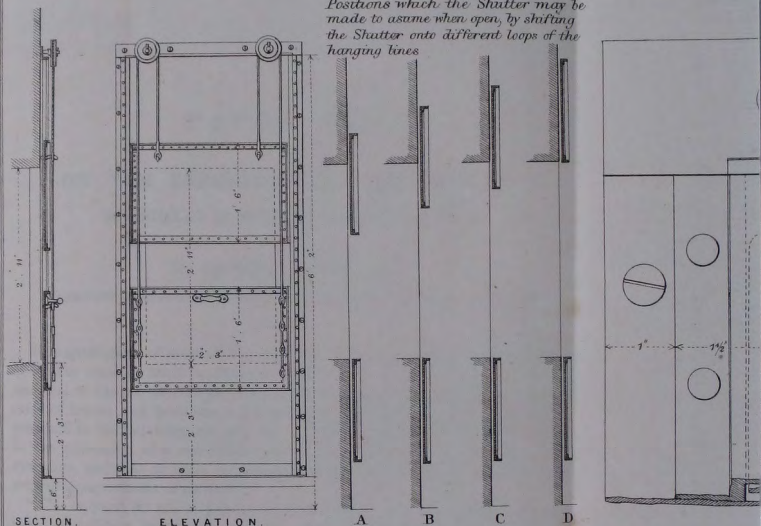 Positions which the Shutter may be
made to asume when open, by shifting
the Shutter onto different loops of the
hanging lines
2' 11"
2' 3"
6"
1' 6"
2' 11"
1' 6"
2' 8"
2' 3"
6' 2"
1"
1½"
SECTION.
ELEVATION.
A
B
C
D